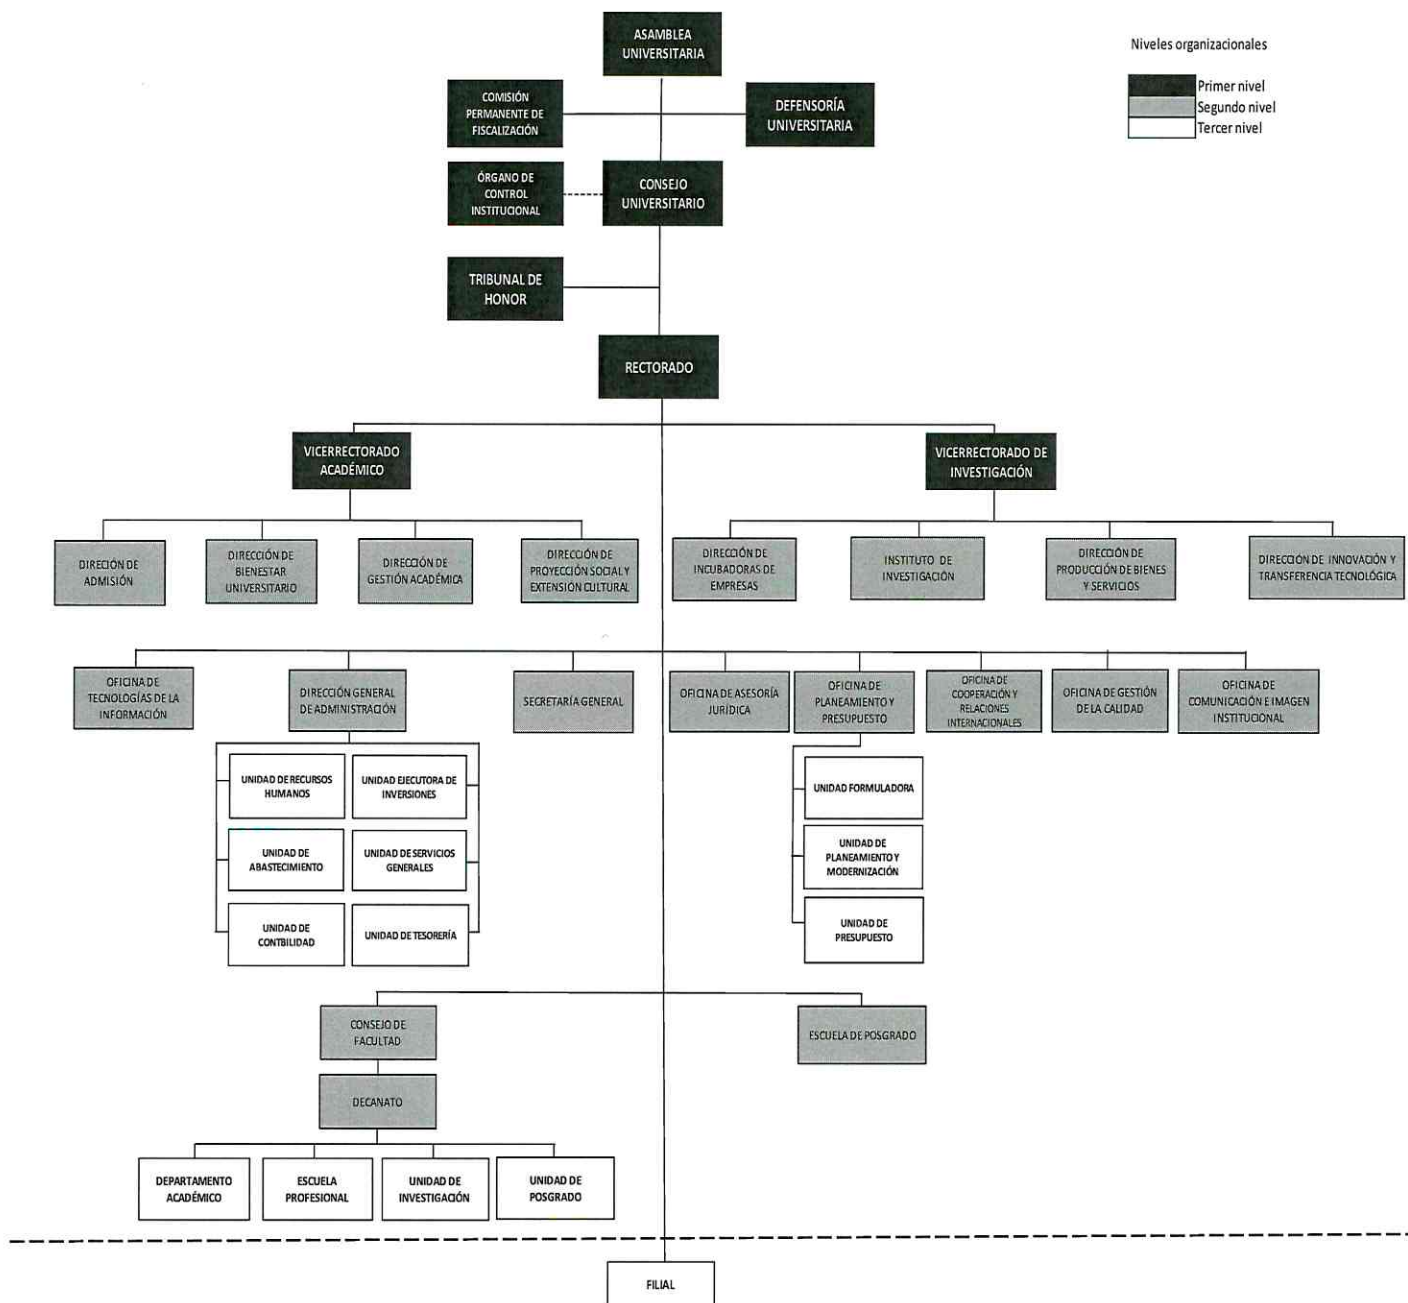 ASAMBLEA
UNIVERSITARIA
Niveles organizacionales
Primer nivel
Segundo nivel
Tercer nivel
COMISIÓN
PERMANENTE DE
FISCALIZACIÓN
DEFENSORÍA
UNIVERSITARIA
ÓRGANO DE
CONTROL
INSTITUCIONAL
CONSEJO
UNIVERSITARIO
TRIBUNAL DE
HONOR
RECTORADO
VICERRECTORADO
ACADÉMICO
VICERRECTORADO DE
INVESTIGACIÓN
DIRECIÓN DE
ADMISIÓN
DIRECCIÓN DE
BIENESTAR
UNIVERSITARIO
DIRECCIÓN DE
GESTIÓN ACADÉMICA
DIRECCIÓN DE
PROYECCIÓN SOCIAL Y
EXTENSIÓN CULTURAL
DIRECCIÓN DE
INCUBADORAS DE
EMPRESAS
INSTITUTO DE
INVESTIGACIÓN
DIRECCIÓN DE
PRODUCCIÓN DE BIENES
Y SERVICIOS
DIRECCIÓN DE INNOVACIÓN Y
TRANSFERENCIA TECNOLÓGICA
OFICINA DE
TECNOLOGÍAS DE LA
INFORMACIÓN
DIRECCIÓN GENERAL
DE ADMINISTRACIÓN
SECRETARÍA GENERAL
OFICINA DE ASESORÍA
JURÍDICA
OFICINA DE
PLANEAMIENTO Y
PRESUPUESTO
OFICINA DE
COOPERACIÓN Y
RELACIONES
INTERNACIONALES
OFICINA DE GESTIÓN
DE LA CALIDAD
OFICINA DE
COMUNICACIÓN E IMAGEN
INSTITUCIONAL
UNIDAD DE RECURSOS
HUMANOS
UNIDAD EJECUTORA DE
INVERSIONES
UNIDAD FORMULADORA
UNIDAD DE
ABASTECIMIENTO
UNIDAD DE SERVICIOS
GENERALES
UNIDAD DE
PLANEAMIENTO Y
MODERNIZACIÓN
UNIDAD DE
CONTBILIDAD
UNIDAD DE TESORERÍA
UNIDAD DE
PRESUPUESTO
CONSEJO DE
FACULTAD
ESCUELA DE POSGRADO
DECANATO
DEPARTAMENTO
ACADÉMICO
ESCUELA
PROFESIONAL
UNIDAD DE
INVESTIGACIÓN
UNIDAD DE
POSGRADO
FILIAL